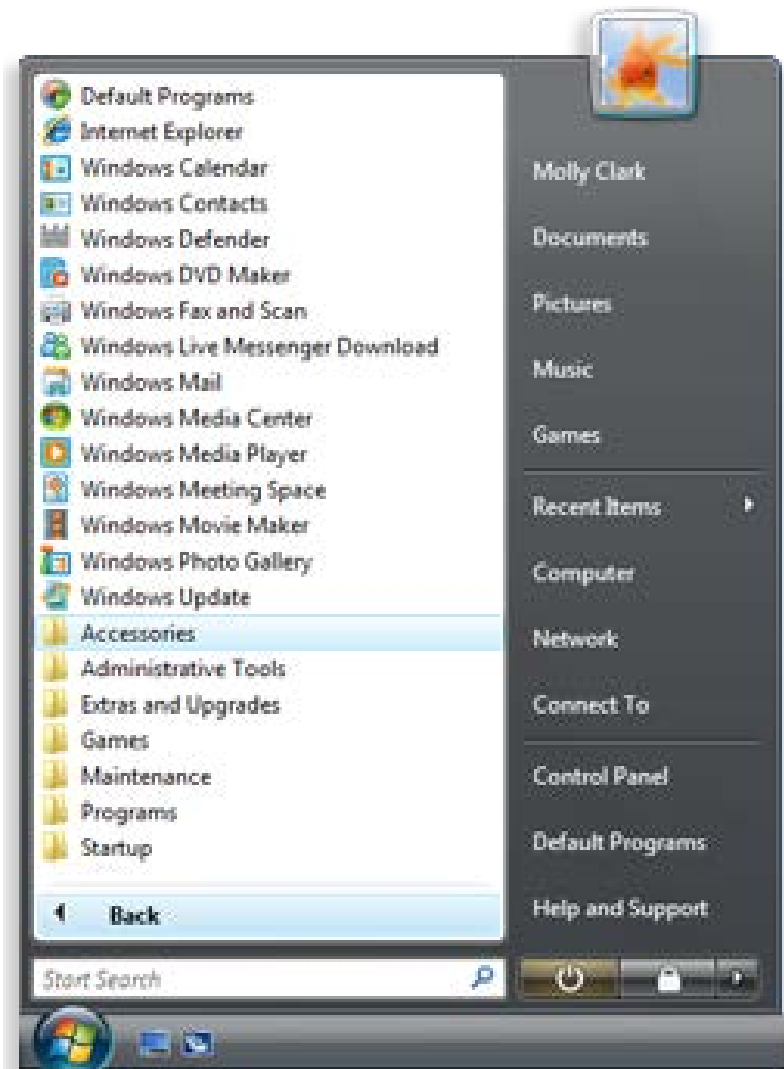 Default Programs
Internet Explorer
Windows Calendar
Windows Contacts
Windows Defender
Windows DVD Maker
Windows Fax and Scan
Windows Live Messenger Download
Windows Mail
Windows Media Center
Windows Media Player
Windows Meeting Space
Windows Movie Maker
Windows Photo Gallery
Windows Update
Accessories
Administrative Tools
Extras and Upgrades
Games
Maintenance
Programs
Startup
Back
Start Search
Molly Clark
Documents
Pictures
Music
Games
Recent Items
Computer
Network
Connect To
Control Panel
Default Programs
Help and Support